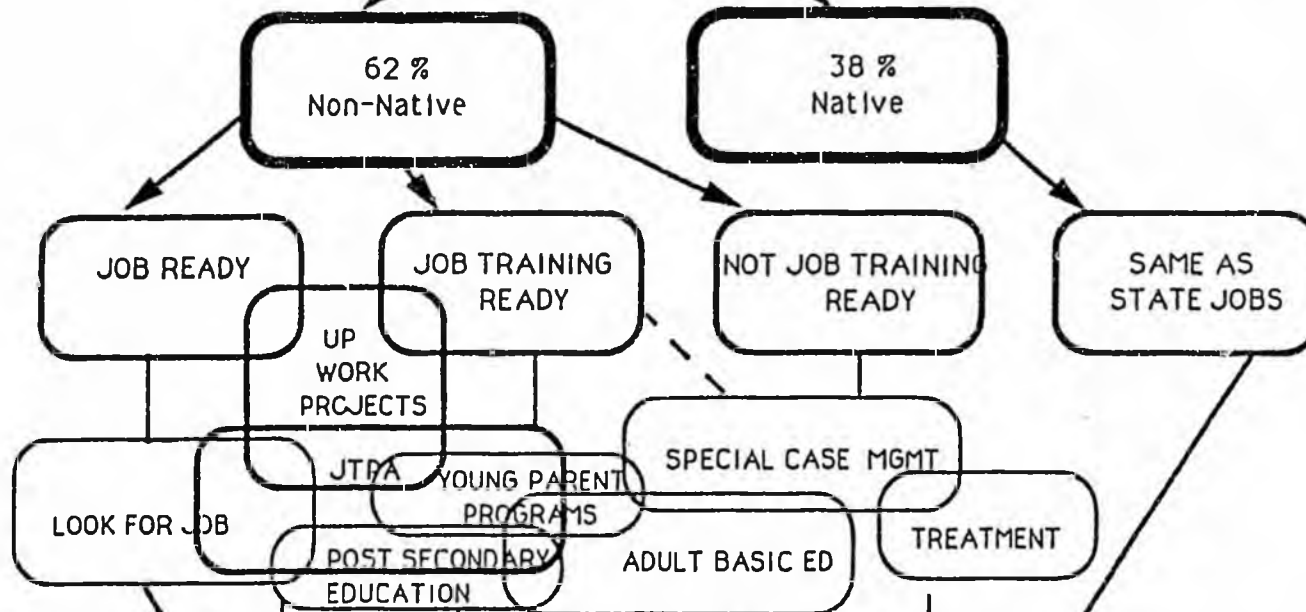 62 %
Non-Native
38 %
Native
JOB READY
JOB TRAINING
READY
NOT JOB TRAINING
READY
SAME AS
STATE JOBS
UP
WORK
PROJECTS
LOOK FOR JOB
JTPA
YOUNG PARENT
PROGRAMS
POST SECONDARY
EDUCATION
SPECIAL CASE MGMT
ADULT BASIC ED
TREATMENT